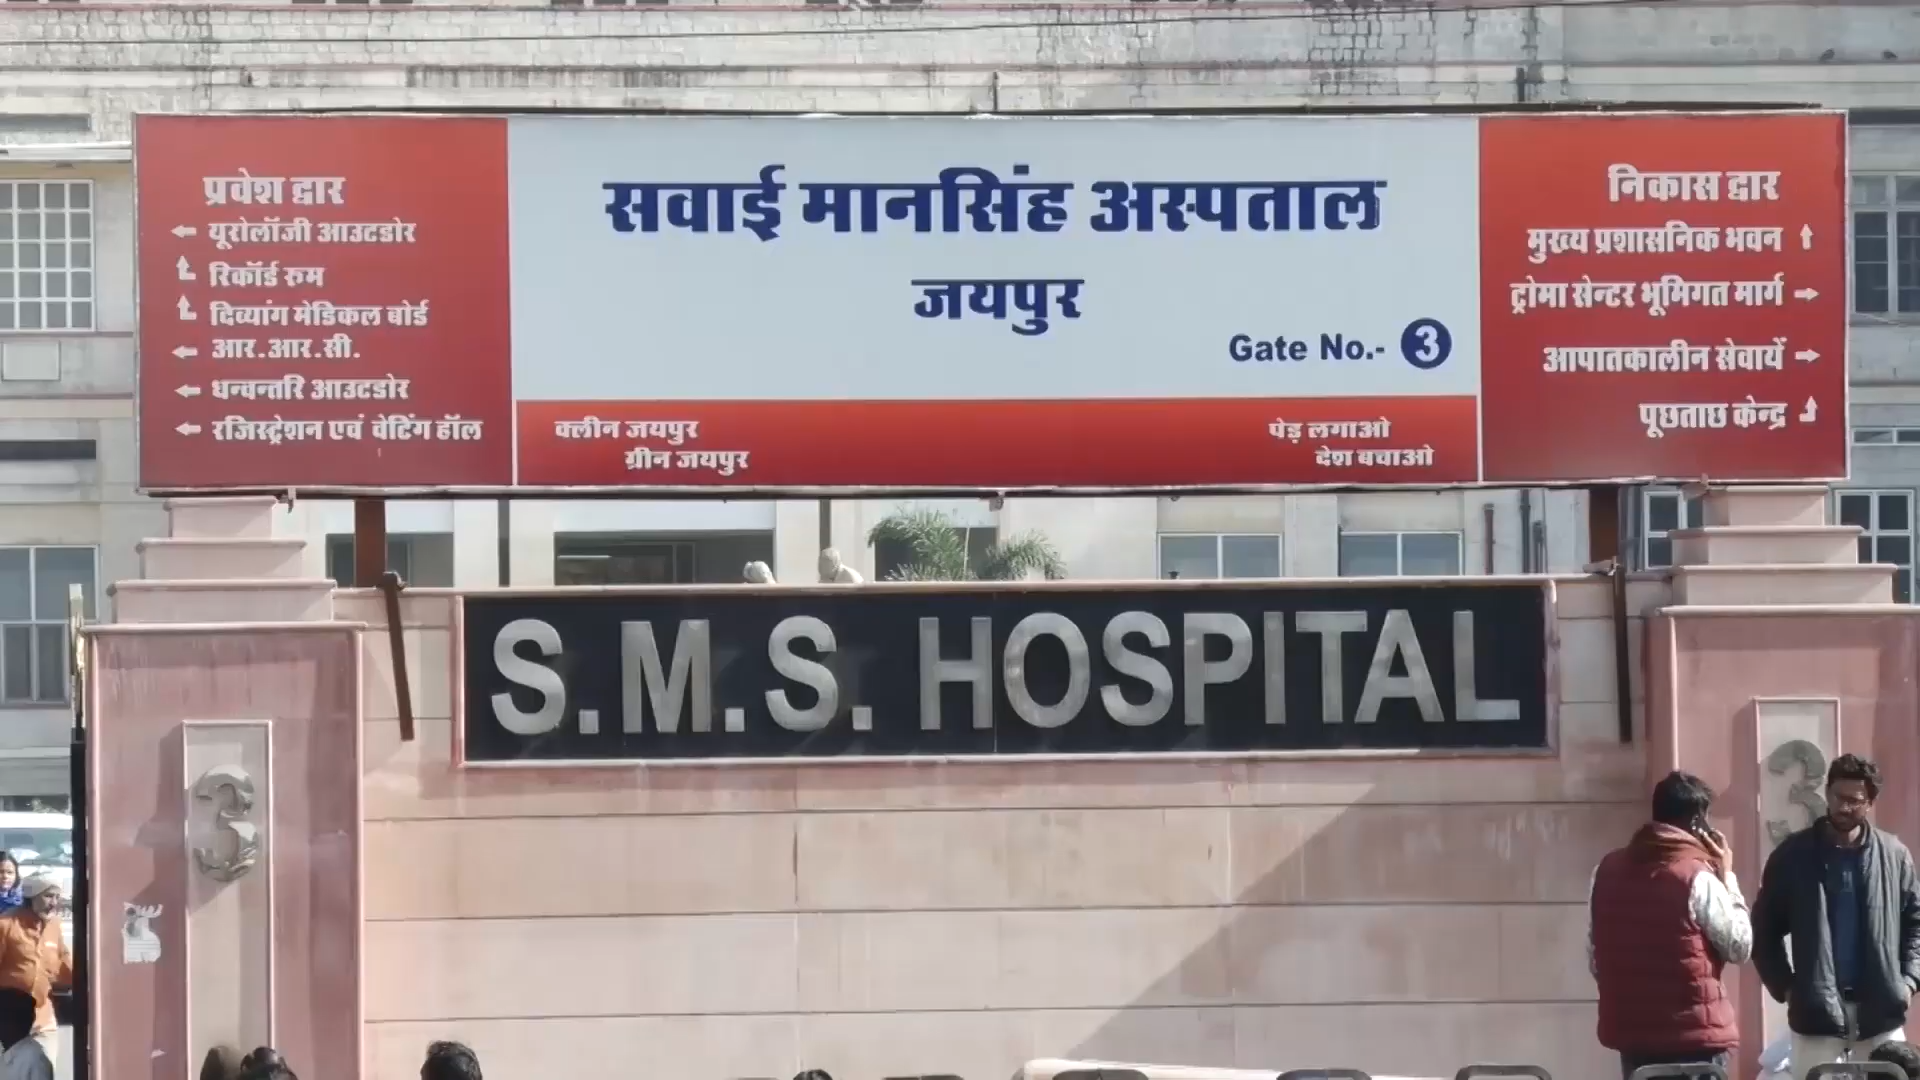 प्रवेश द्वार
← यूरोलॉजी आउटडोर
रिकॉर्ड रुम
दिव्यांग मेडिकल बोर्ड
← आर.आर.सी.
← धन्वन्तरि आउटडोर
← रजिस्ट्रेशन एवं वेटिंग हॉल
सवाई मानसिंह अस्पताल
जयपुर
Gate No.- 3
क्लीन जयपुर
ग्रीन जयपुर
पेड़ लगाओ
देश बचाओ
निकास द्वार
मुख्य प्रशासनिक भवन ↑
ट्रोमा सेन्टर भूमिगत मार्ग →
आपातकालीन सेवायें →
पूछताछ केन्द्र
S.M.S. HOSPITAL
3
3